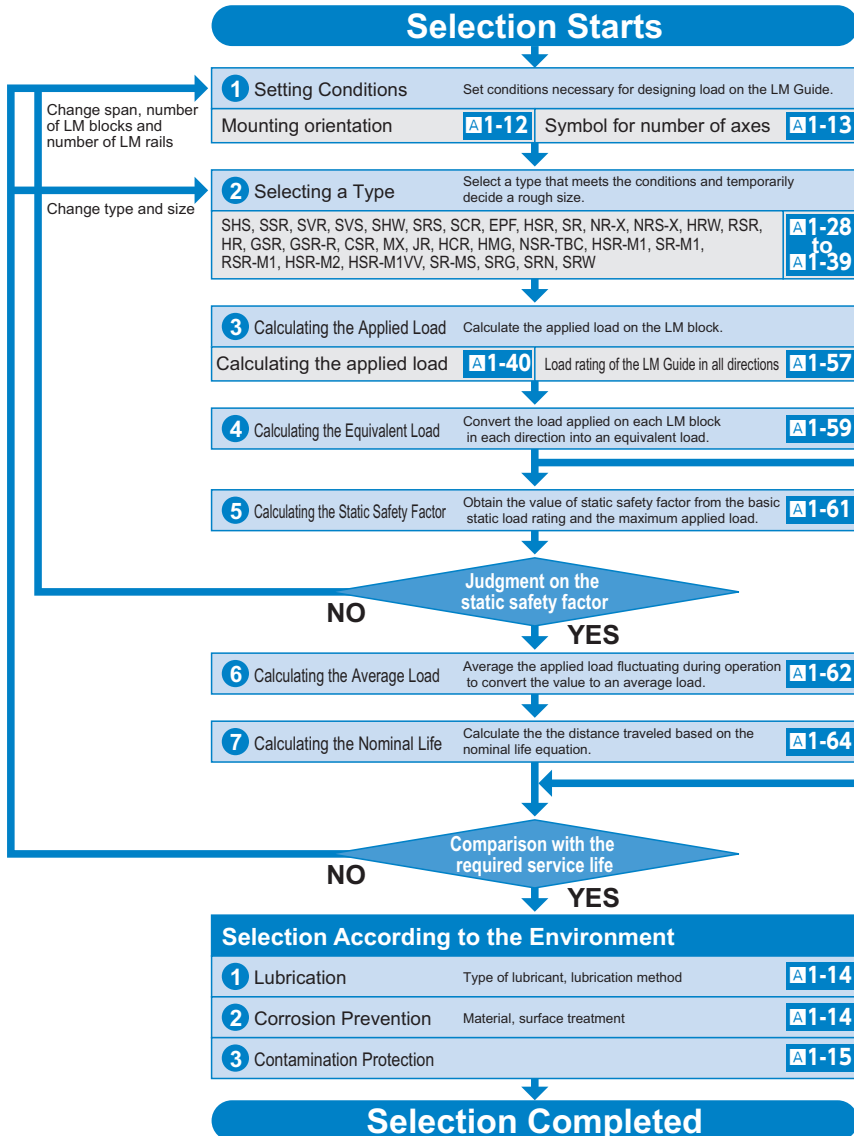 Selection Starts
1 Setting Conditions Set conditions necessary for designing load on the LM Guide.
Mounting orientation A1-12 Symbol for number of axes A1-13
Change span, number
of LM blocks and
number of LM rails
2 Selecting a Type Select a type that meets the conditions and temporarily
decide a rough size.
Change type and size
SHS, SSR, SVR, SVS, SHW, SRS, SCR, EPF, HSR, SR, NR-X, NRS-X, HRW, RSR,
HR, GSR, GSR-R, CSR, MX, JR, HCR, HMG, NSR-TBC, HSR-M1, SR-M1,
RSR-M1, HSR-M2, HSR-M1VV, SR-MS, SRG, SRN, SRW
A1-28
to
A1-39
3 Calculating the Applied Load Calculate the applied load on the LM block.
Calculating the applied load A1-40 Load rating of the LM Guide in all directions A1-57
4 Calculating the Equivalent Load Convert the load applied on each LM block
in each direction into an equivalent load.
A1-59
5 Calculating the Static Safety Factor Obtain the value of static safety factor from the basic
static load rating and the maximum applied load.
A1-61
Judgment on the
static safety factor
NO
YES
6 Calculating the Average Load Average the applied load fluctuating during operation
to convert the value to an average load.
A1-62
7 Calculating the Nominal Life Calculate the the distance traveled based on the
nominal life equation.
A1-64
Comparison with the
required service life
NO
YES
Selection According to the Environment
1 Lubrication Type of lubricant, lubrication method A1-14
2 Corrosion Prevention Material, surface treatment A1-14
3 Contamination Protection A1-15
Selection Completed